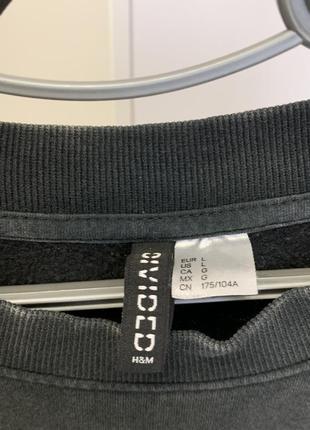 DIVIDED
H&M
EUR L
US L
CA G
MX G
CN 175/104A